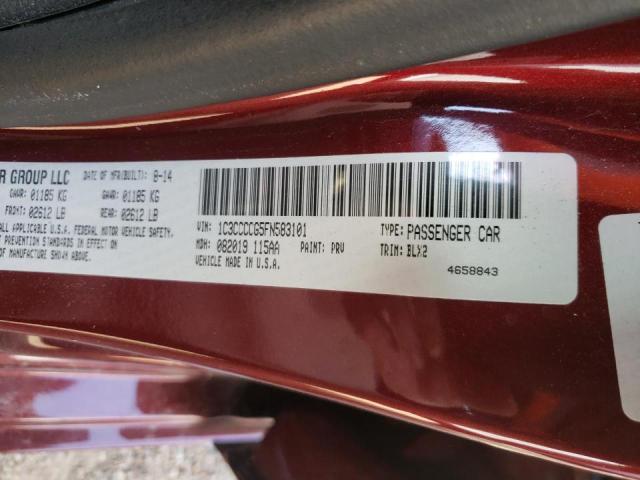 R GROUP LLC DATE OF MFR(BUILT): 8-14
GAWR: 01185 KG GAWR: 01185 KG
FRONT: 02612 LB REAR: 02612 LB
ALL APPLICABLE U.S.A. FEDERAL MOTOR VEHICLE SAFETY,
T PREVENTION STANDARDS IN EFFECT
OF MANUFACTURE SHOWN ABOVE.
VIN: 1C3CCCCG5FN583101 TYPE: PASSENGER CAR
MDH: 082019 115AA PAINT: PRV TRIM: BLX2
VEHICLE MADE IN U.S.A. 4658843